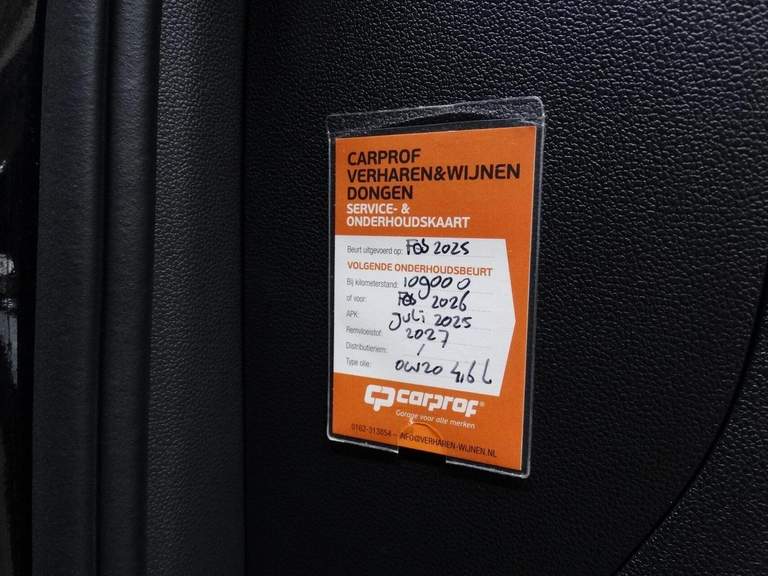 CARPROF
VERHAREN&WIJNEN
DONGEN
SERVICE- &
ONDERHOUDSKAART
Beurt uitgevoerd op: Feb 2025
VOLGENDE ONDERHOUDSBEURT
Bij kilometerstand: 109000
of voor: Feb 2026
APK: Juli 2025
Remvloeistof: 2027
Distributieriem: /
Type olie: 0W20 4,6 L
CP carprof®
Garage voor alle merken
0162-313854 – INFO@VERHAREN-WIJNEN.NL